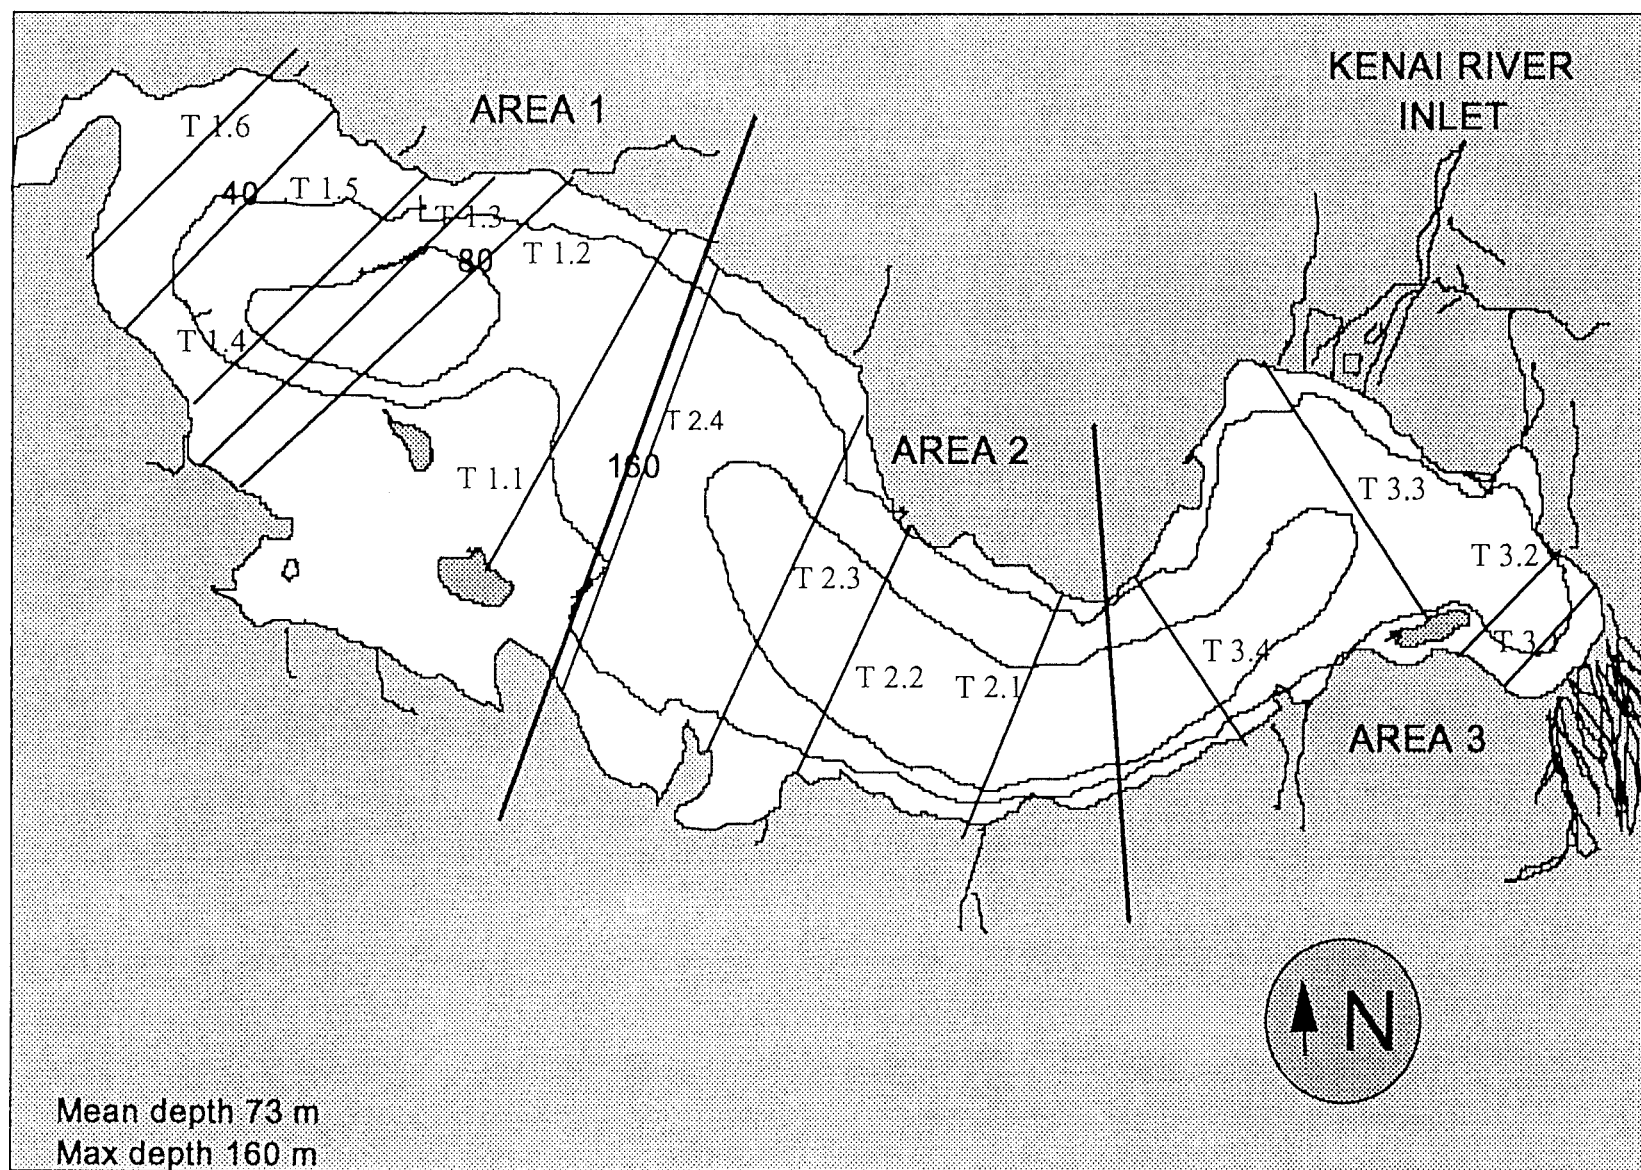 KENAI RIVER
INLET
AREA 1
T 1.6
T 1.5
40
T 1.3
T 1.2
80
T 1.4
T 2.4
T 1.1
160
AREA 2
T 3.3
T 2.3
T 3.2
T 3.1
T 2.2
T 2.1
T 3.4
AREA 3
N
Mean depth 73 m
Max depth 160 m